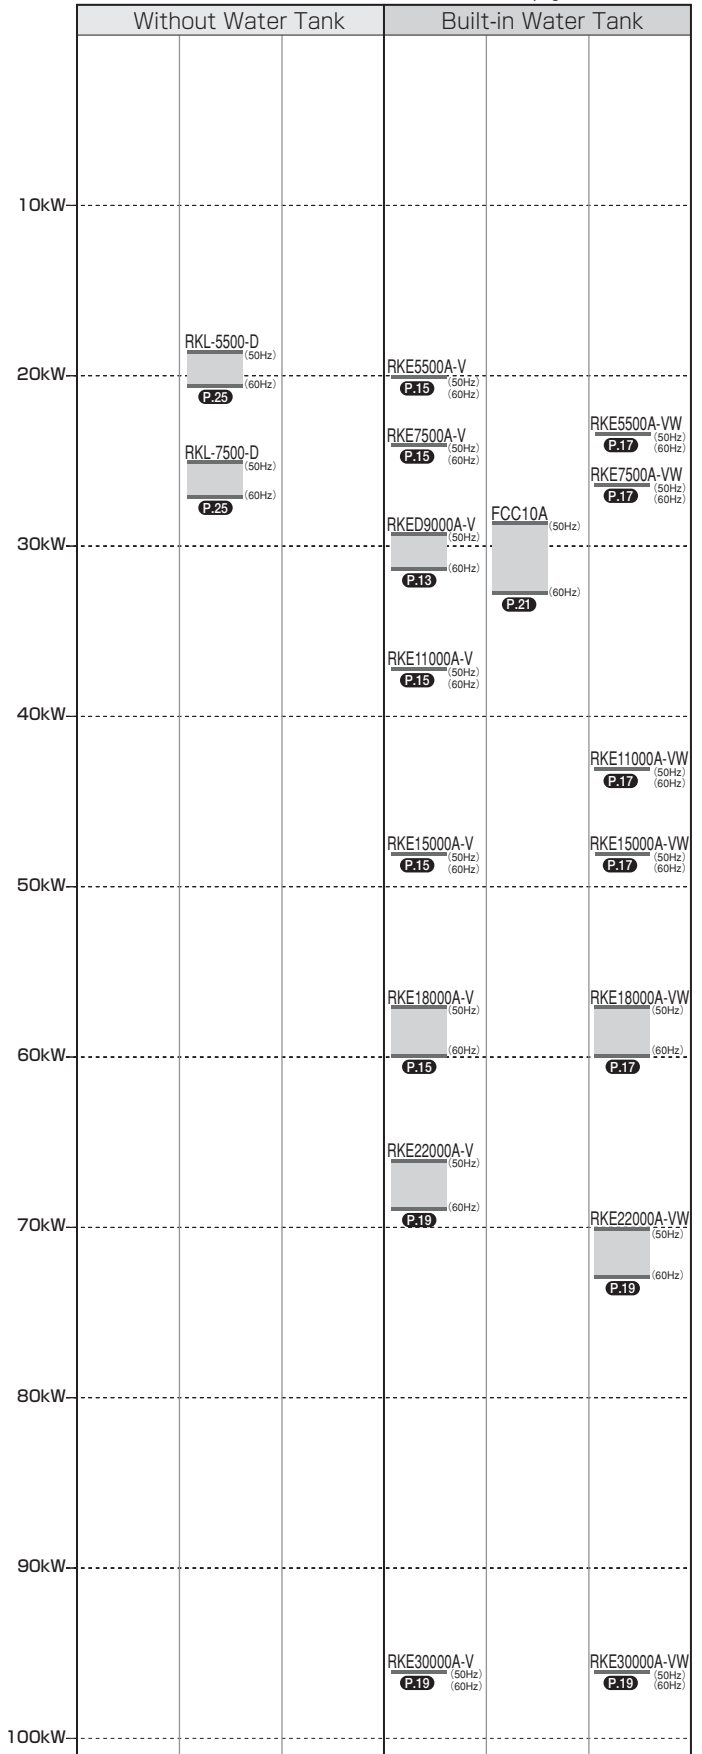 Without Water Tank
Built-in Water Tank
10kW
RKL-5500-D
(50Hz)
RKE5500A-V
20kW
(50Hz)
(60Hz)
P.15
(60Hz)
P.25
RKE5500A-VW
RKE7500A-V
(50Hz)
P.17
(60Hz)
(50Hz)
RKL-7500-D
P.15
(60Hz)
(50Hz)
RKE7500A-VW
(50Hz)
P.17
(60Hz)
(60Hz)
P.25
FCC10A
RKED9000A-V
(50Hz)
(50Hz)
30kW
(60Hz)
P.13
(60Hz)
P.21
RKE11000A-V
(50Hz)
P.15
(60Hz)
40kW
RKE11000A-VW
(50Hz)
P.17
(60Hz)
RKE15000A-V
RKE15000A-VW
(50Hz)
(50Hz)
P.15
(60Hz)
P.17
(60Hz)
50kW
RKE18000A-V
RKE18000A-VW
(50Hz)
(50Hz)
(60Hz)
(60Hz)
60kW
P.15
P.17
RKE22000A-V
(50Hz)
(60Hz)
P.19
RKE22000A-VW
70kW
(50Hz)
(60Hz)
P.19
80kW
90kW
RKE30000A-V
RKE30000A-VW
(50Hz)
(50Hz)
P.19
(60Hz)
P.19
(60Hz)
100kW